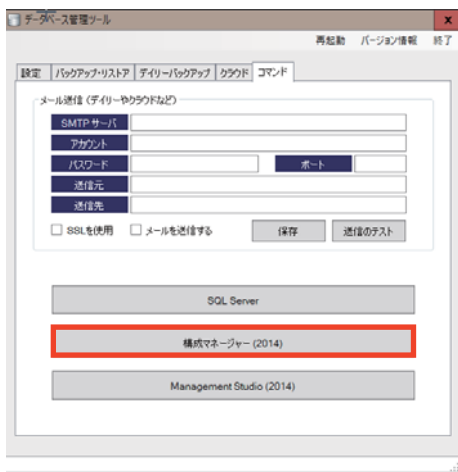 データベース管理ツール
x
再起動 バージョン情報 終了
設定 バックアップ・リストア デイリーバックアップ クラウド コマンド
メール送信 (デイリーやクラウドなど)
SMTP サーバ
アカウント
パスワード ポート
送信元
送信先
SSLを使用 メールを送信する 保存 送信のテスト
SQL Server
構成マネージャー (2014)
Management Studio (2014)